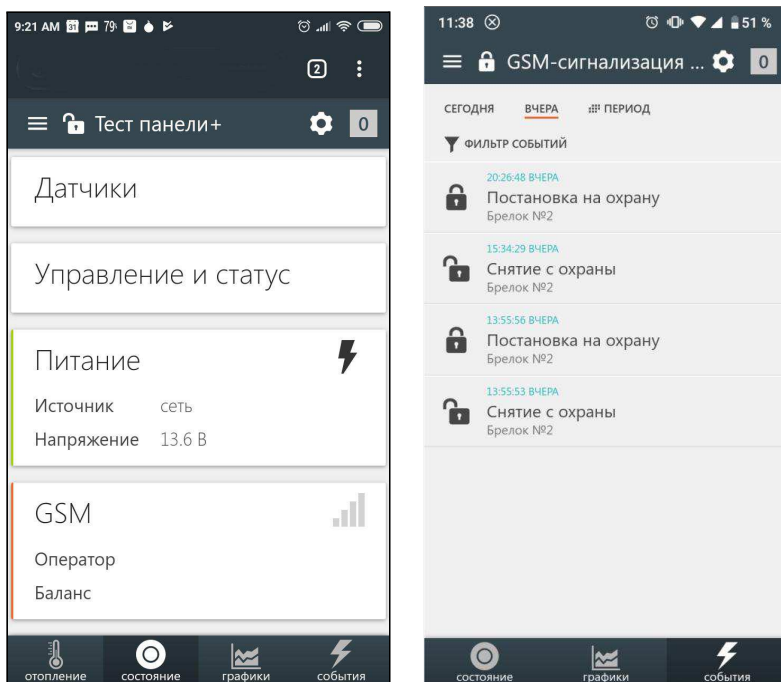 9:21 AM 31 79
2
Тест панели+ 0
Датчики
Управление и статус
Питание
Источник сеть
Напряжение 13.6 В
GSM
Оператор
Баланс
отопление состояние графики события
11:38 51 %
GSM-сигнализация ... 0
СЕГОДНЯ ВЧЕРА ПЕРИОД
ФИЛЬТР СОБЫТИЙ
20:26:48 ВЧЕРА
Постановка на охрану
Брелок №2
15:34:29 ВЧЕРА
Снятие с охраны
Брелок №2
13:55:56 ВЧЕРА
Постановка на охрану
Брелок №2
13:55:53 ВЧЕРА
Снятие с охраны
Брелок №2
состояние графики события